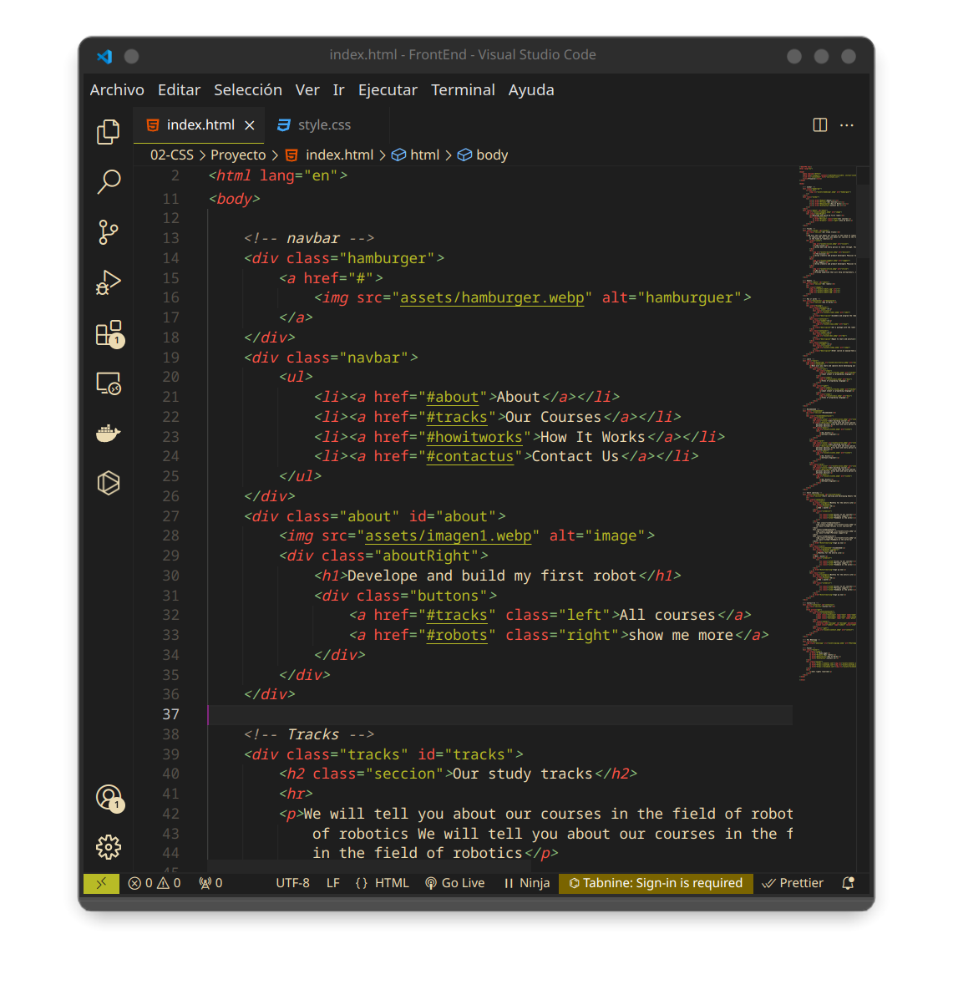 index.html - FrontEnd - Visual Studio Code
Archivo Editar Selección Ver Ir Ejecutar Terminal Ayuda
index.html style.css
02-CSS > Proyecto > index.html > html > body
2 <html lang="en">
11 <body>
12
13 <!-- navbar -->
14 <div class="hamburger">
15 <a href="#">
16 <img src="assets/hamburger.webp" alt="hamburguer">
17 </a>
18 </div>
19 <div class="navbar">
20 <ul>
21 <li><a href="#about">About</a></li>
22 <li><a href="#tracks">Our Courses</a></li>
23 <li><a href="#howitworks">How It Works</a></li>
24 <li><a href="#contactus">Contact Us</a></li>
25 </ul>
26 </div>
27 <div class="about" id="about">
28 <img src="assets/imagen1.webp" alt="image">
29 <div class="aboutRight">
30 <h1>Develope and build my first robot</h1>
31 <div class="buttons">
32 <a href="#tracks" class="left">All courses</a>
33 <a href="#robots" class="right">show me more</a>
34 </div>
35 </div>
36 </div>
37
38 <!-- Tracks -->
39 <div class="tracks" id="tracks">
40 <h2 class="seccion">Our study tracks</h2>
41 <hr>
42 <p>We will tell you about our courses in the field of robot
43 of robotics We will tell you about our courses in the f
44 in the field of robotics</p>
45
1
1
0 0 0 UTF-8 LF {} HTML Go Live Ninja Tabnine: Sign-in is required Prettier